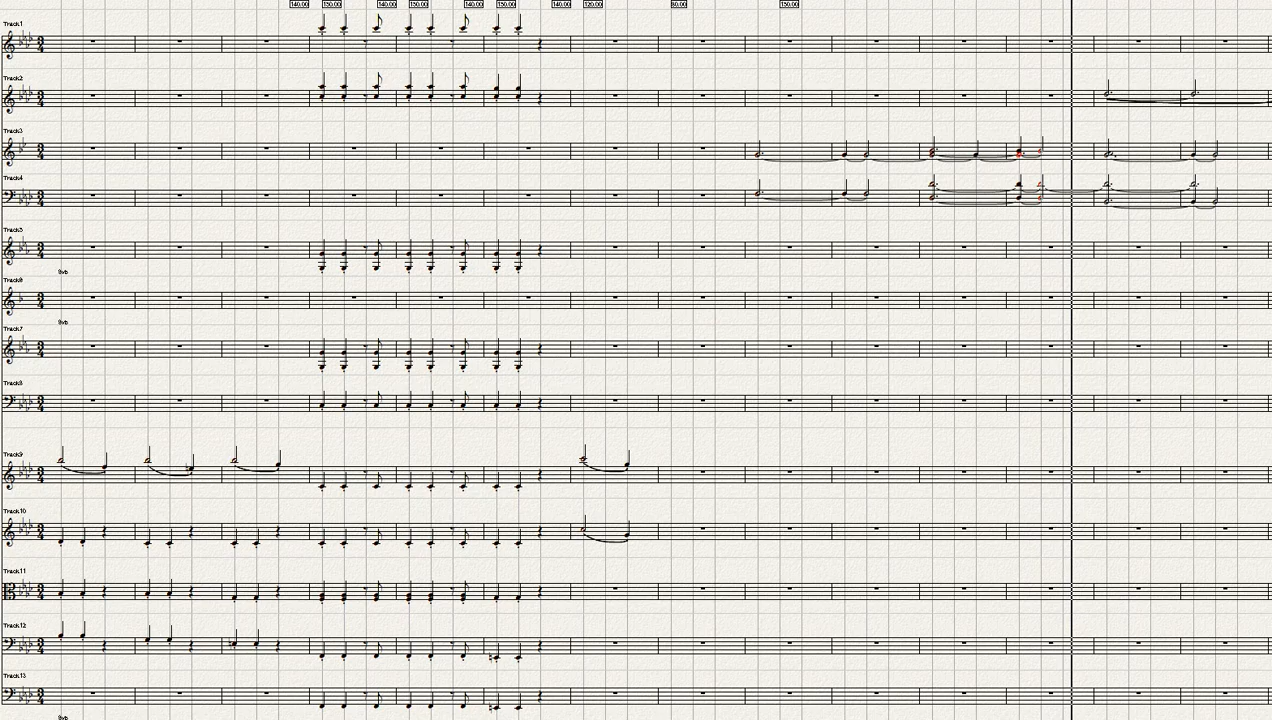 140.00 150.00 140.00 150.00 140.00 150.00 140.00 120.00 80.00 150.00
Track1
Track2
Track3
Track4
Track5
8vb
Track6
8vb
Track7
Track8
Track9
Track10
Track11
Track12
Track13
8vb